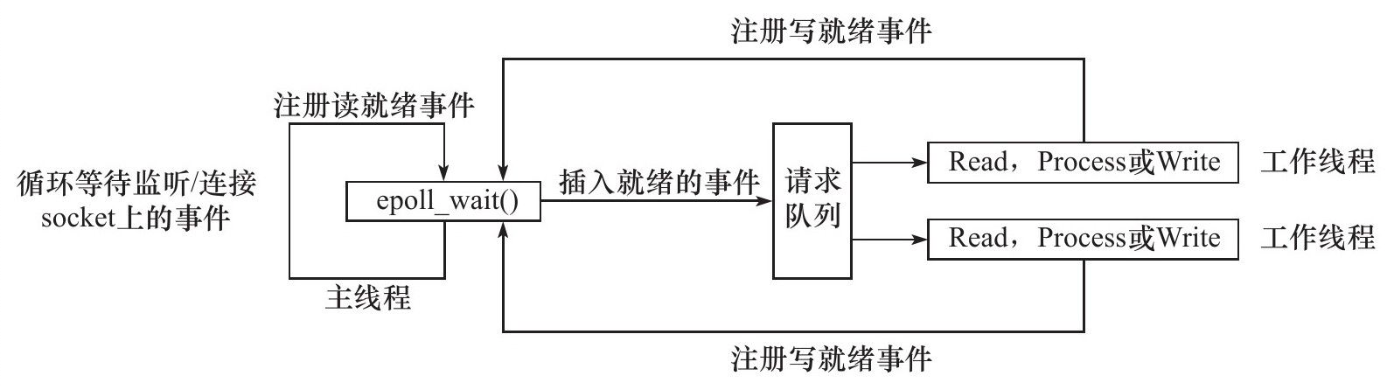 注册写就绪事件
注册读就绪事件
循环等待监听/连接
socket上的事件
epoll_wait()
插入就绪的事件
请求
队列
Read，Process或Write
工作线程
Read，Process或Write
工作线程
主线程
注册写就绪事件